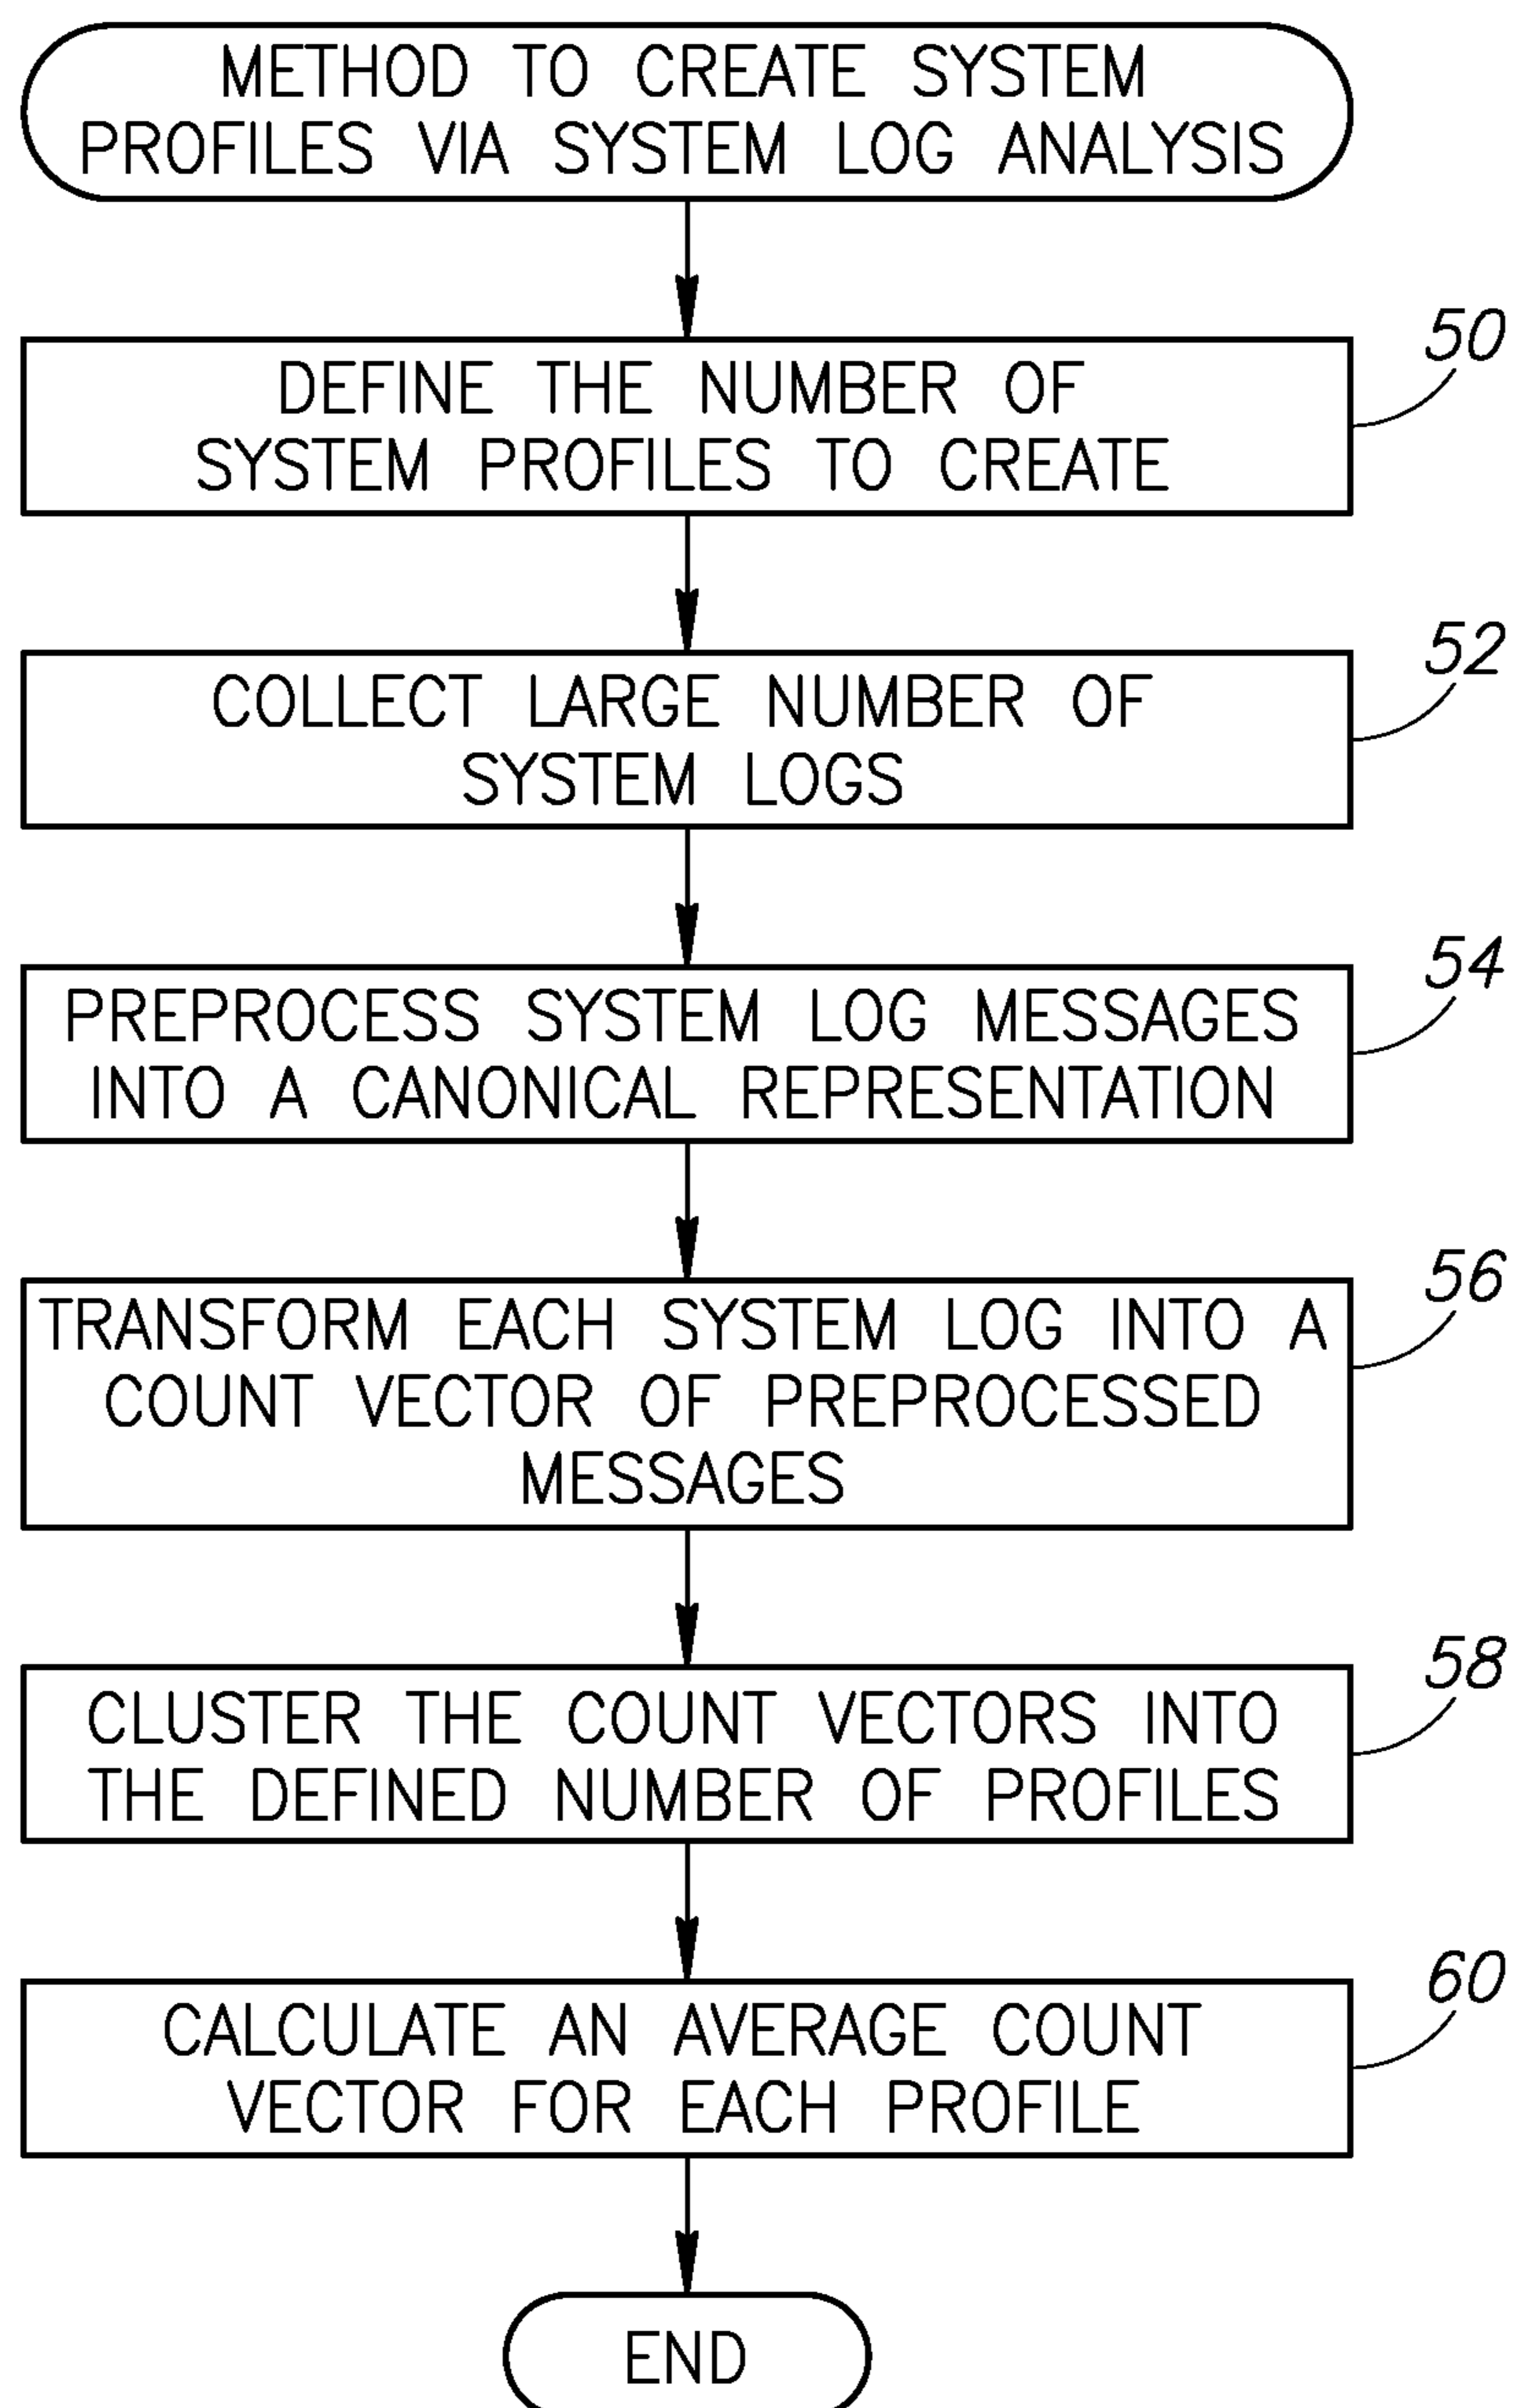 METHOD TO CREATE SYSTEM
PROFILES VIA SYSTEM LOG ANALYSIS
50
DEFINE THE NUMBER OF
SYSTEM PROFILES TO CREATE
52
COLLECT LARGE NUMBER OF
SYSTEM LOGS
54
PREPROCESS SYSTEM LOG MESSAGES
INTO A CANONICAL REPRESENTATION
56
TRANSFORM EACH SYSTEM LOG INTO A
COUNT VECTOR OF PREPROCESSED
MESSAGES
58
CLUSTER THE COUNT VECTORS INTO
THE DEFINED NUMBER OF PROFILES
60
CALCULATE AN AVERAGE COUNT
VECTOR FOR EACH PROFILE
END